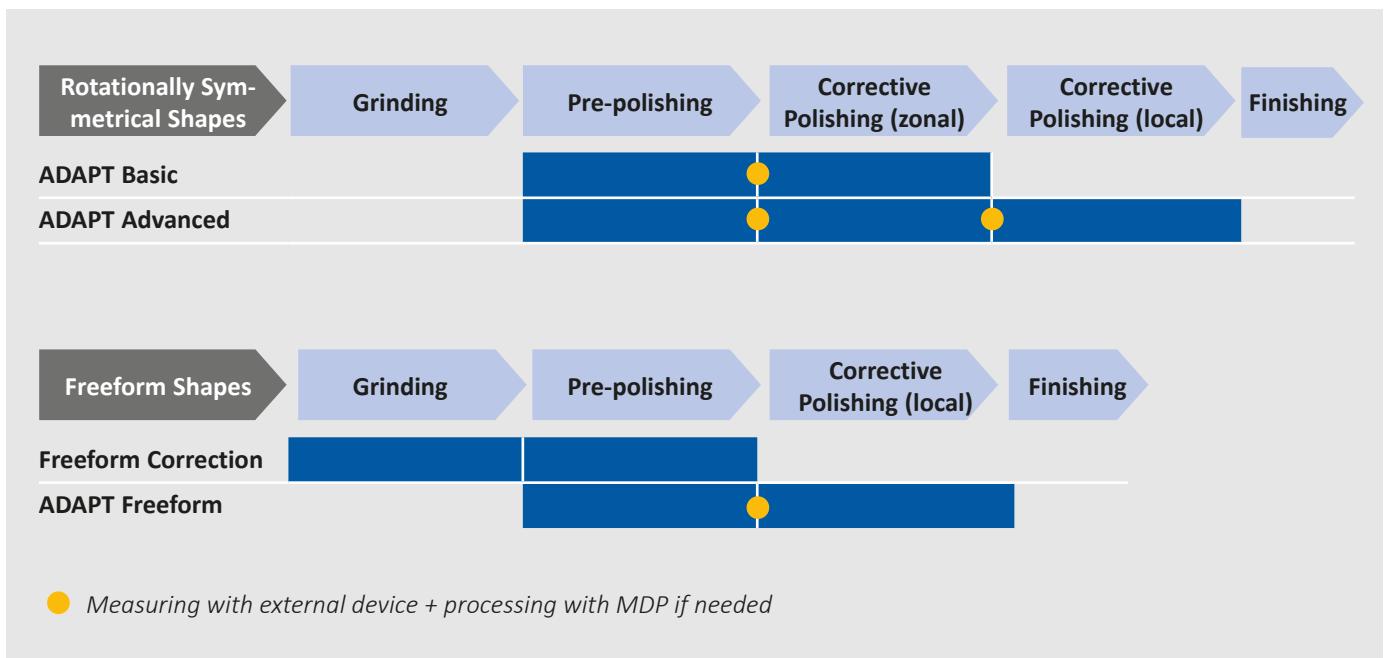 Rotationally Sym-
metrical Shapes
Grinding
Pre-polishing
Corrective
Polishing (zonal)
Corrective
Polishing (local)
Finishing
ADAPT Basic
ADAPT Advanced
Freeform Shapes
Grinding
Pre-polishing
Corrective
Polishing (local)
Finishing
Freeform Correction
ADAPT Freeform
Measuring with external device + processing with MDP if needed